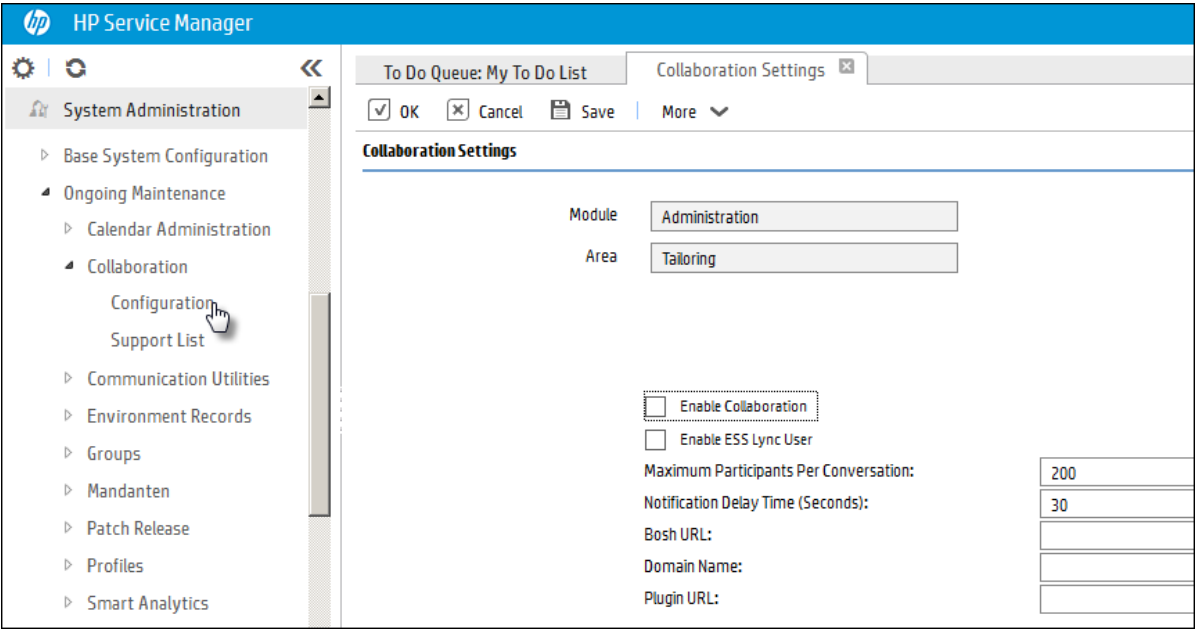 hp HP Service Manager
System Administration
Base System Configuration
Ongoing Maintenance
Calendar Administration
Collaboration
Configuration
Support List
Communication Utilities
Environment Records
Groups
Mandanten
Patch Release
Profiles
Smart Analytics
To Do Queue: My To Do List
Collaboration Settings
OK Cancel Save More
Collaboration Settings
Module Administration
Area Tailoring
Enable Collaboration
Enable ESS Lync User
Maximum Participants Per Conversation: 200
Notification Delay Time (Seconds): 30
Bosh URL:
Domain Name:
Plugin URL: